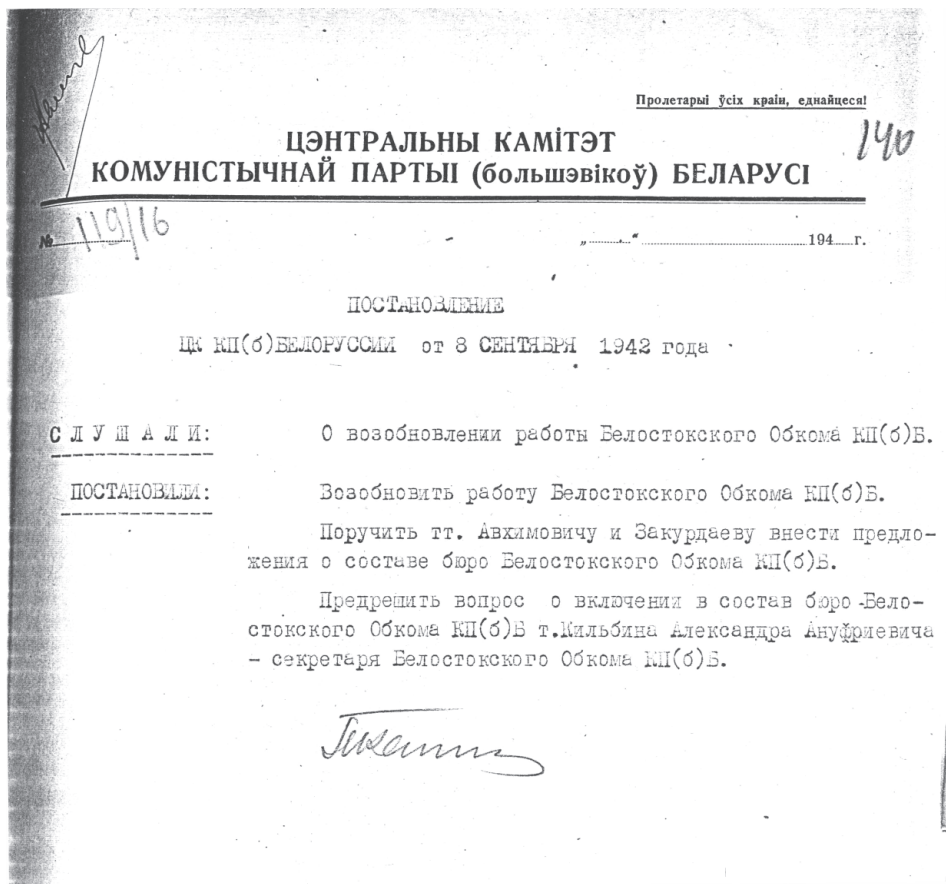 Пролетарыі ўсіх краін, еднайцеся!
140
ЦЭНТРАЛЬНЫ КАМІТЭТ
КОМУНІСТЫЧНАЙ ПАРТЫІ (большэвікоў) БЕЛАРУСІ
№ 119/16
„ “ 194 г.
ПОСТАНОВЛЕНИЕ
ЦК КП(б)БЕЛОРУССИИ от 8 СЕНТЯБРЯ 1942 года
СЛУШАЛИ: О возобновлении работы Белостокского Обкома КП(б)Б.
ПОСТАНОВИЛИ: Возобновить работу Белостокского Обкома КП(б)Б.
Поручить тт. Авхимовичу и Закурдаеву внести предло-
жения о составе бюро Белостокского Обкома КП(б)Б.
Предрешить вопрос о включении в состав бюро Бело-
стокского Обкома КП(б)Б т.Кильбина Александра Ануфриевича
- секретаря Белостокского Обкома КП(б)Б.